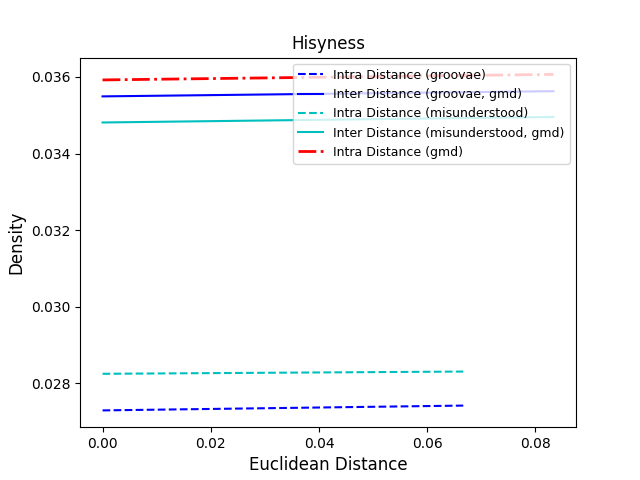 Hisyness
Intra Distance (groovae)
Inter Distance (groovae, gmd)
Intra Distance (misunderstood)
Inter Distance (misunderstood, gmd)
Intra Distance (gmd)
Density
0.036
0.034
0.032
0.030
0.028
0.00 0.02 0.04 0.06 0.08
Euclidean Distance